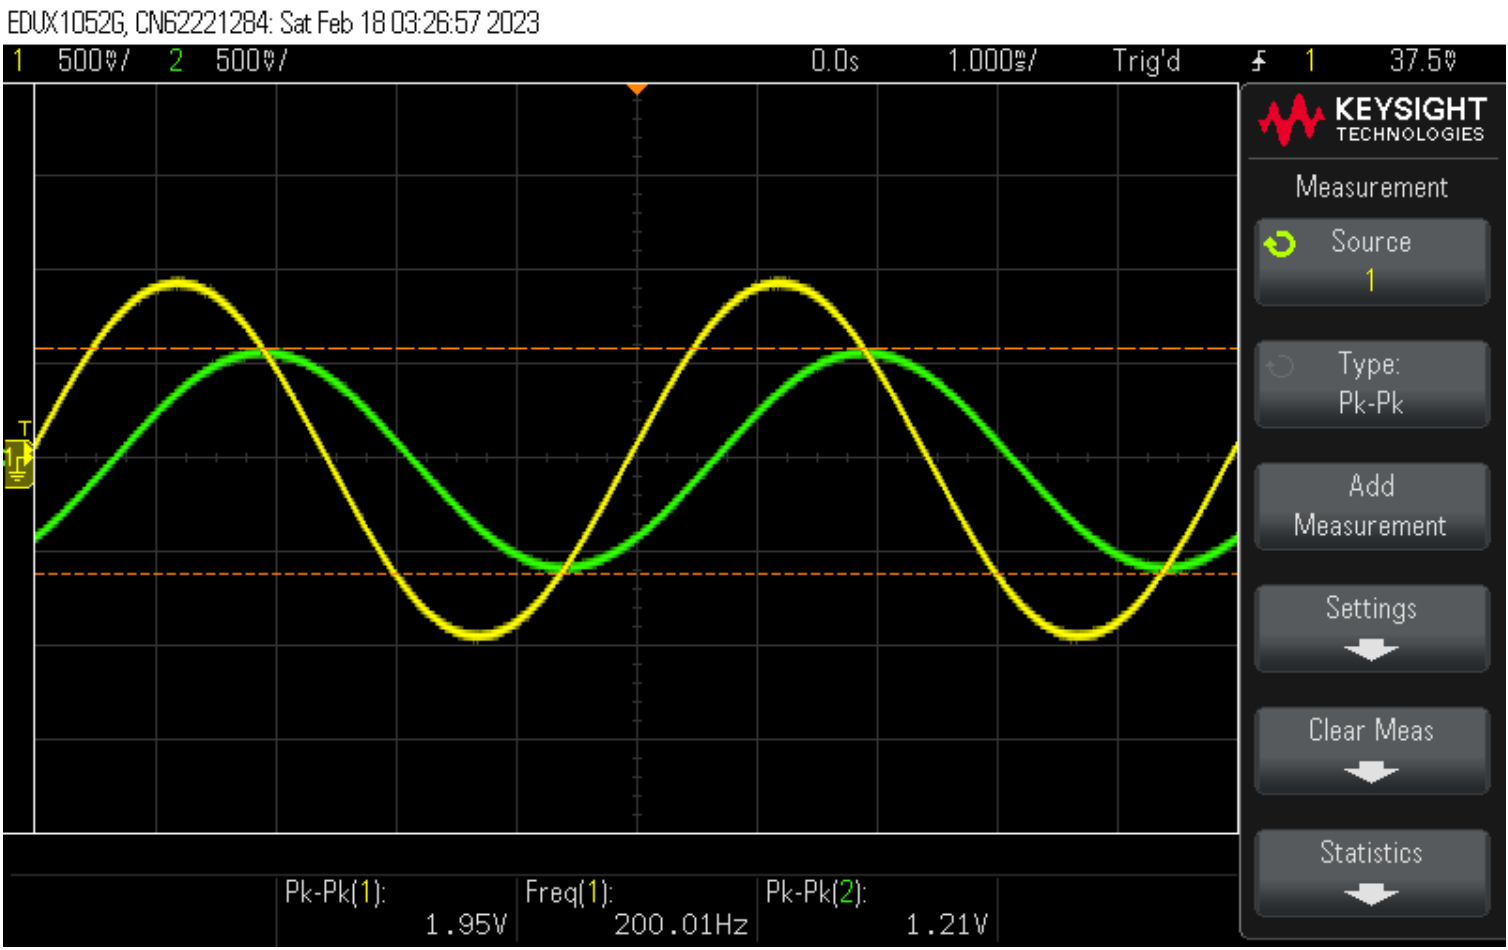 EDUX1052G, CN62221284: Sat Feb 18 03:26:57 2023
1 500mV/ 2 500mV/ 0.0s 1.000ms/ Trig'd 1 37.5mV
KEYSIGHT
TECHNOLOGIES
Measurement
Source
1
Type:
Pk-Pk
Add
Measurement
Settings
Clear Meas
Statistics
T
1
Pk-Pk(1): Freq(1): Pk-Pk(2):
1.95V 200.01Hz 1.21V